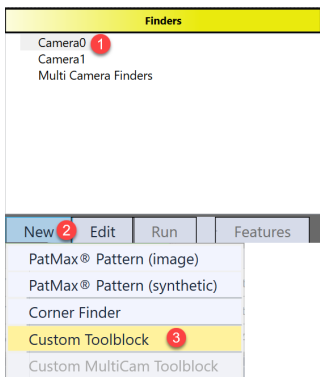 Finders
Camera0 1
Camera1
Multi Camera Finders
New 2 Edit Run Features
PatMax® Pattern (image)
PatMax® Pattern (synthetic)
Corner Finder
Custom Toolblock 3
Custom MultiCam Toolblock